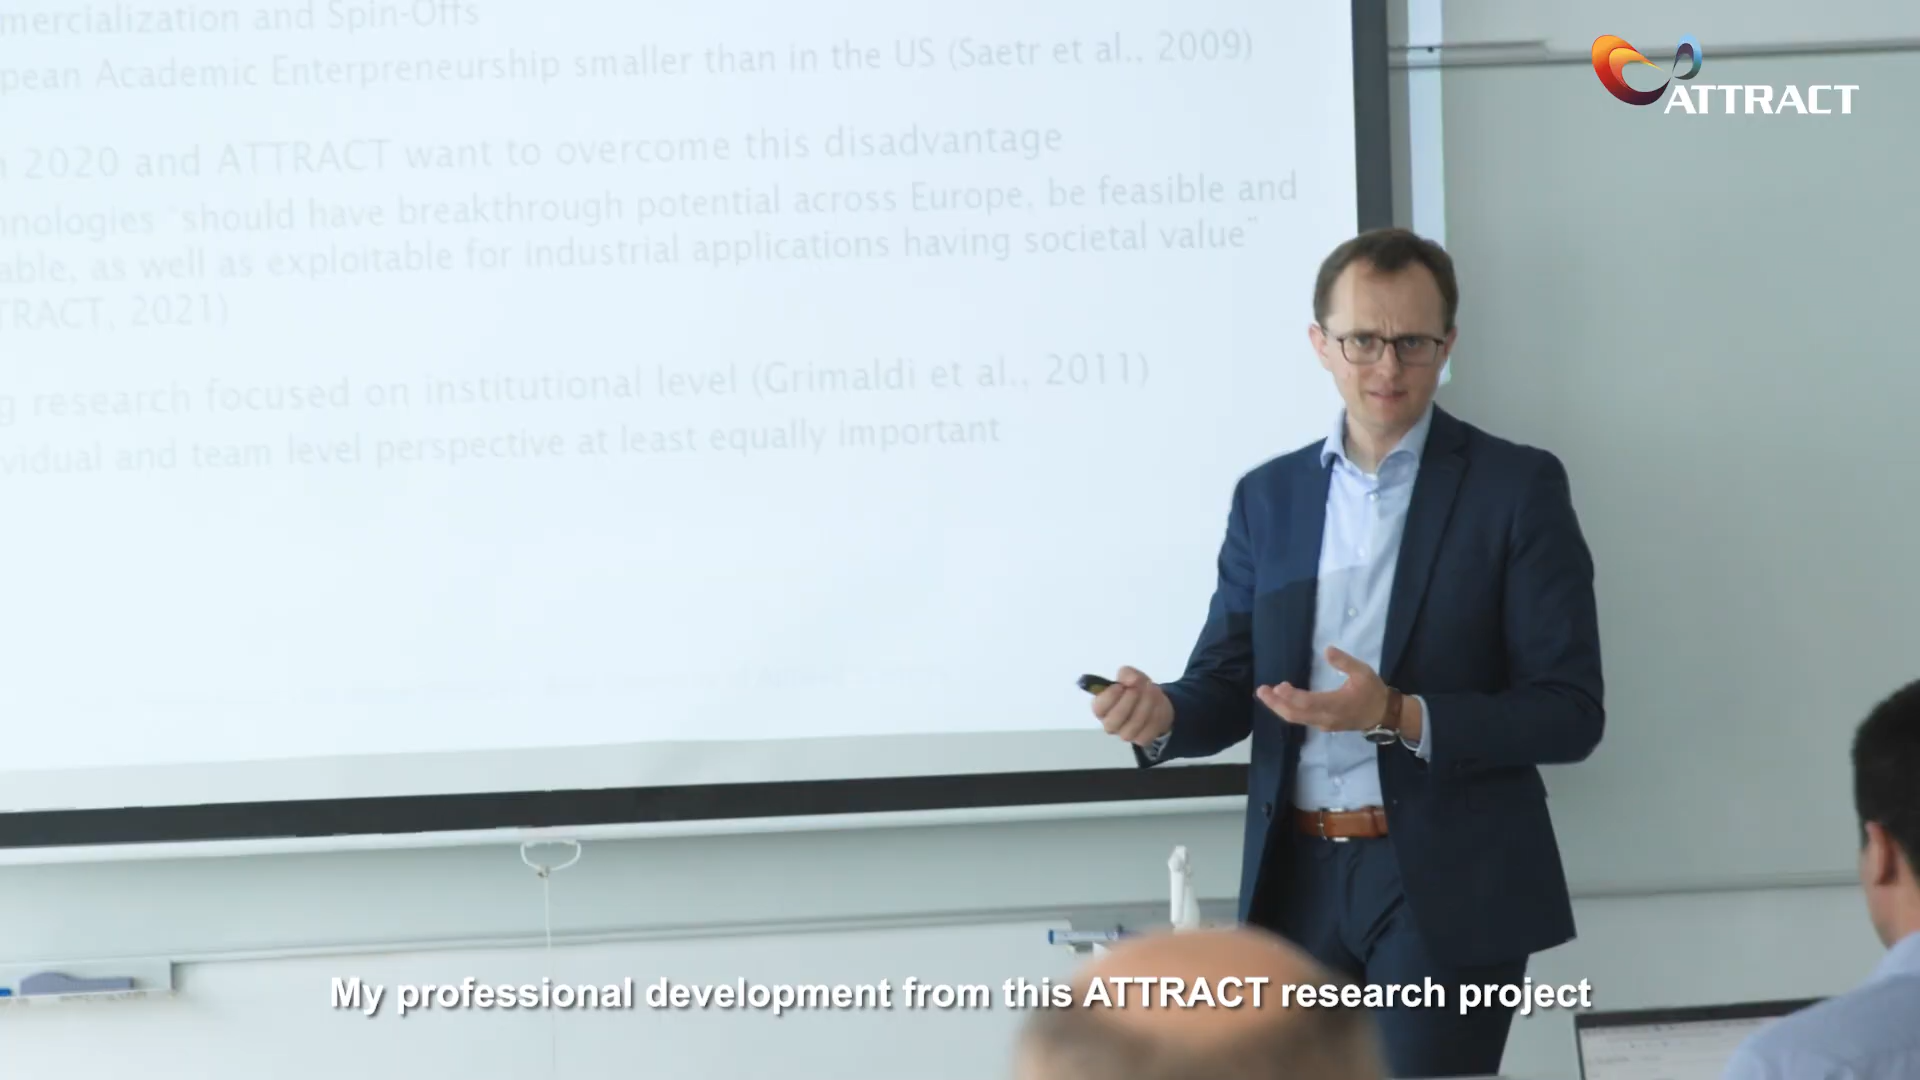 mercialization and Spin-Offs
pean Academic Enterpreneurship smaller than in the US (Saetr et al., 2009)
ATTRACT
n 2020 and ATTRACT want to overcome this disadvantage
hnologies "should have breakthrough potential across Europe, be feasible and
able, as well as exploitable for industrial applications having societal value"
TRACT, 2021)
g research focused on institutional level (Grimaldi et al., 2011)
vidual and team level perspective at least equally important
My professional development from this ATTRACT research project